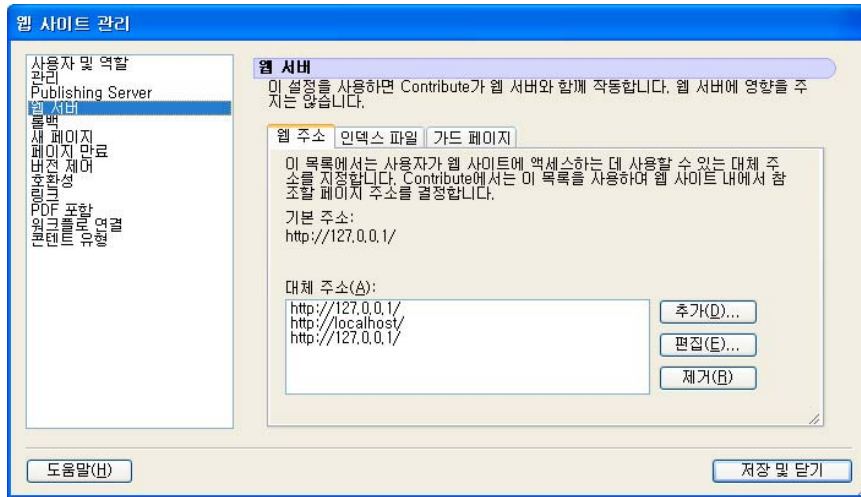 웹 사이트 관리
사용자 및 역할
관리
Publishing Server
웹 서버
롤백
새 페이지
페이지 만료
버전 제어
호환성
링크
PDF 포함
워크플로 연결
콘텐트 유형
웹 서버
이 설정을 사용하면 Contribute가 웹 서버와 함께 작동합니다. 웹 서버에 영향을 주
지는 않습니다.
웹 주소 인덱스 파일 가드 페이지
이 목록에서는 사용자가 웹 사이트에 액세스하는 데 사용할 수 있는 대체 주
소를 지정합니다. Contribute에서는 이 목록을 사용하여 웹 사이트 내에서 참
조할 페이지 주소를 결정합니다.
기본 주소:
http://127.0.0.1/
대체 주소(A):
http://127.0.0.1/
http://localhost/
http://127.0.0.1/
추가(D)...
편집(E)...
제거(R)
도움말(H)
저장 및 닫기